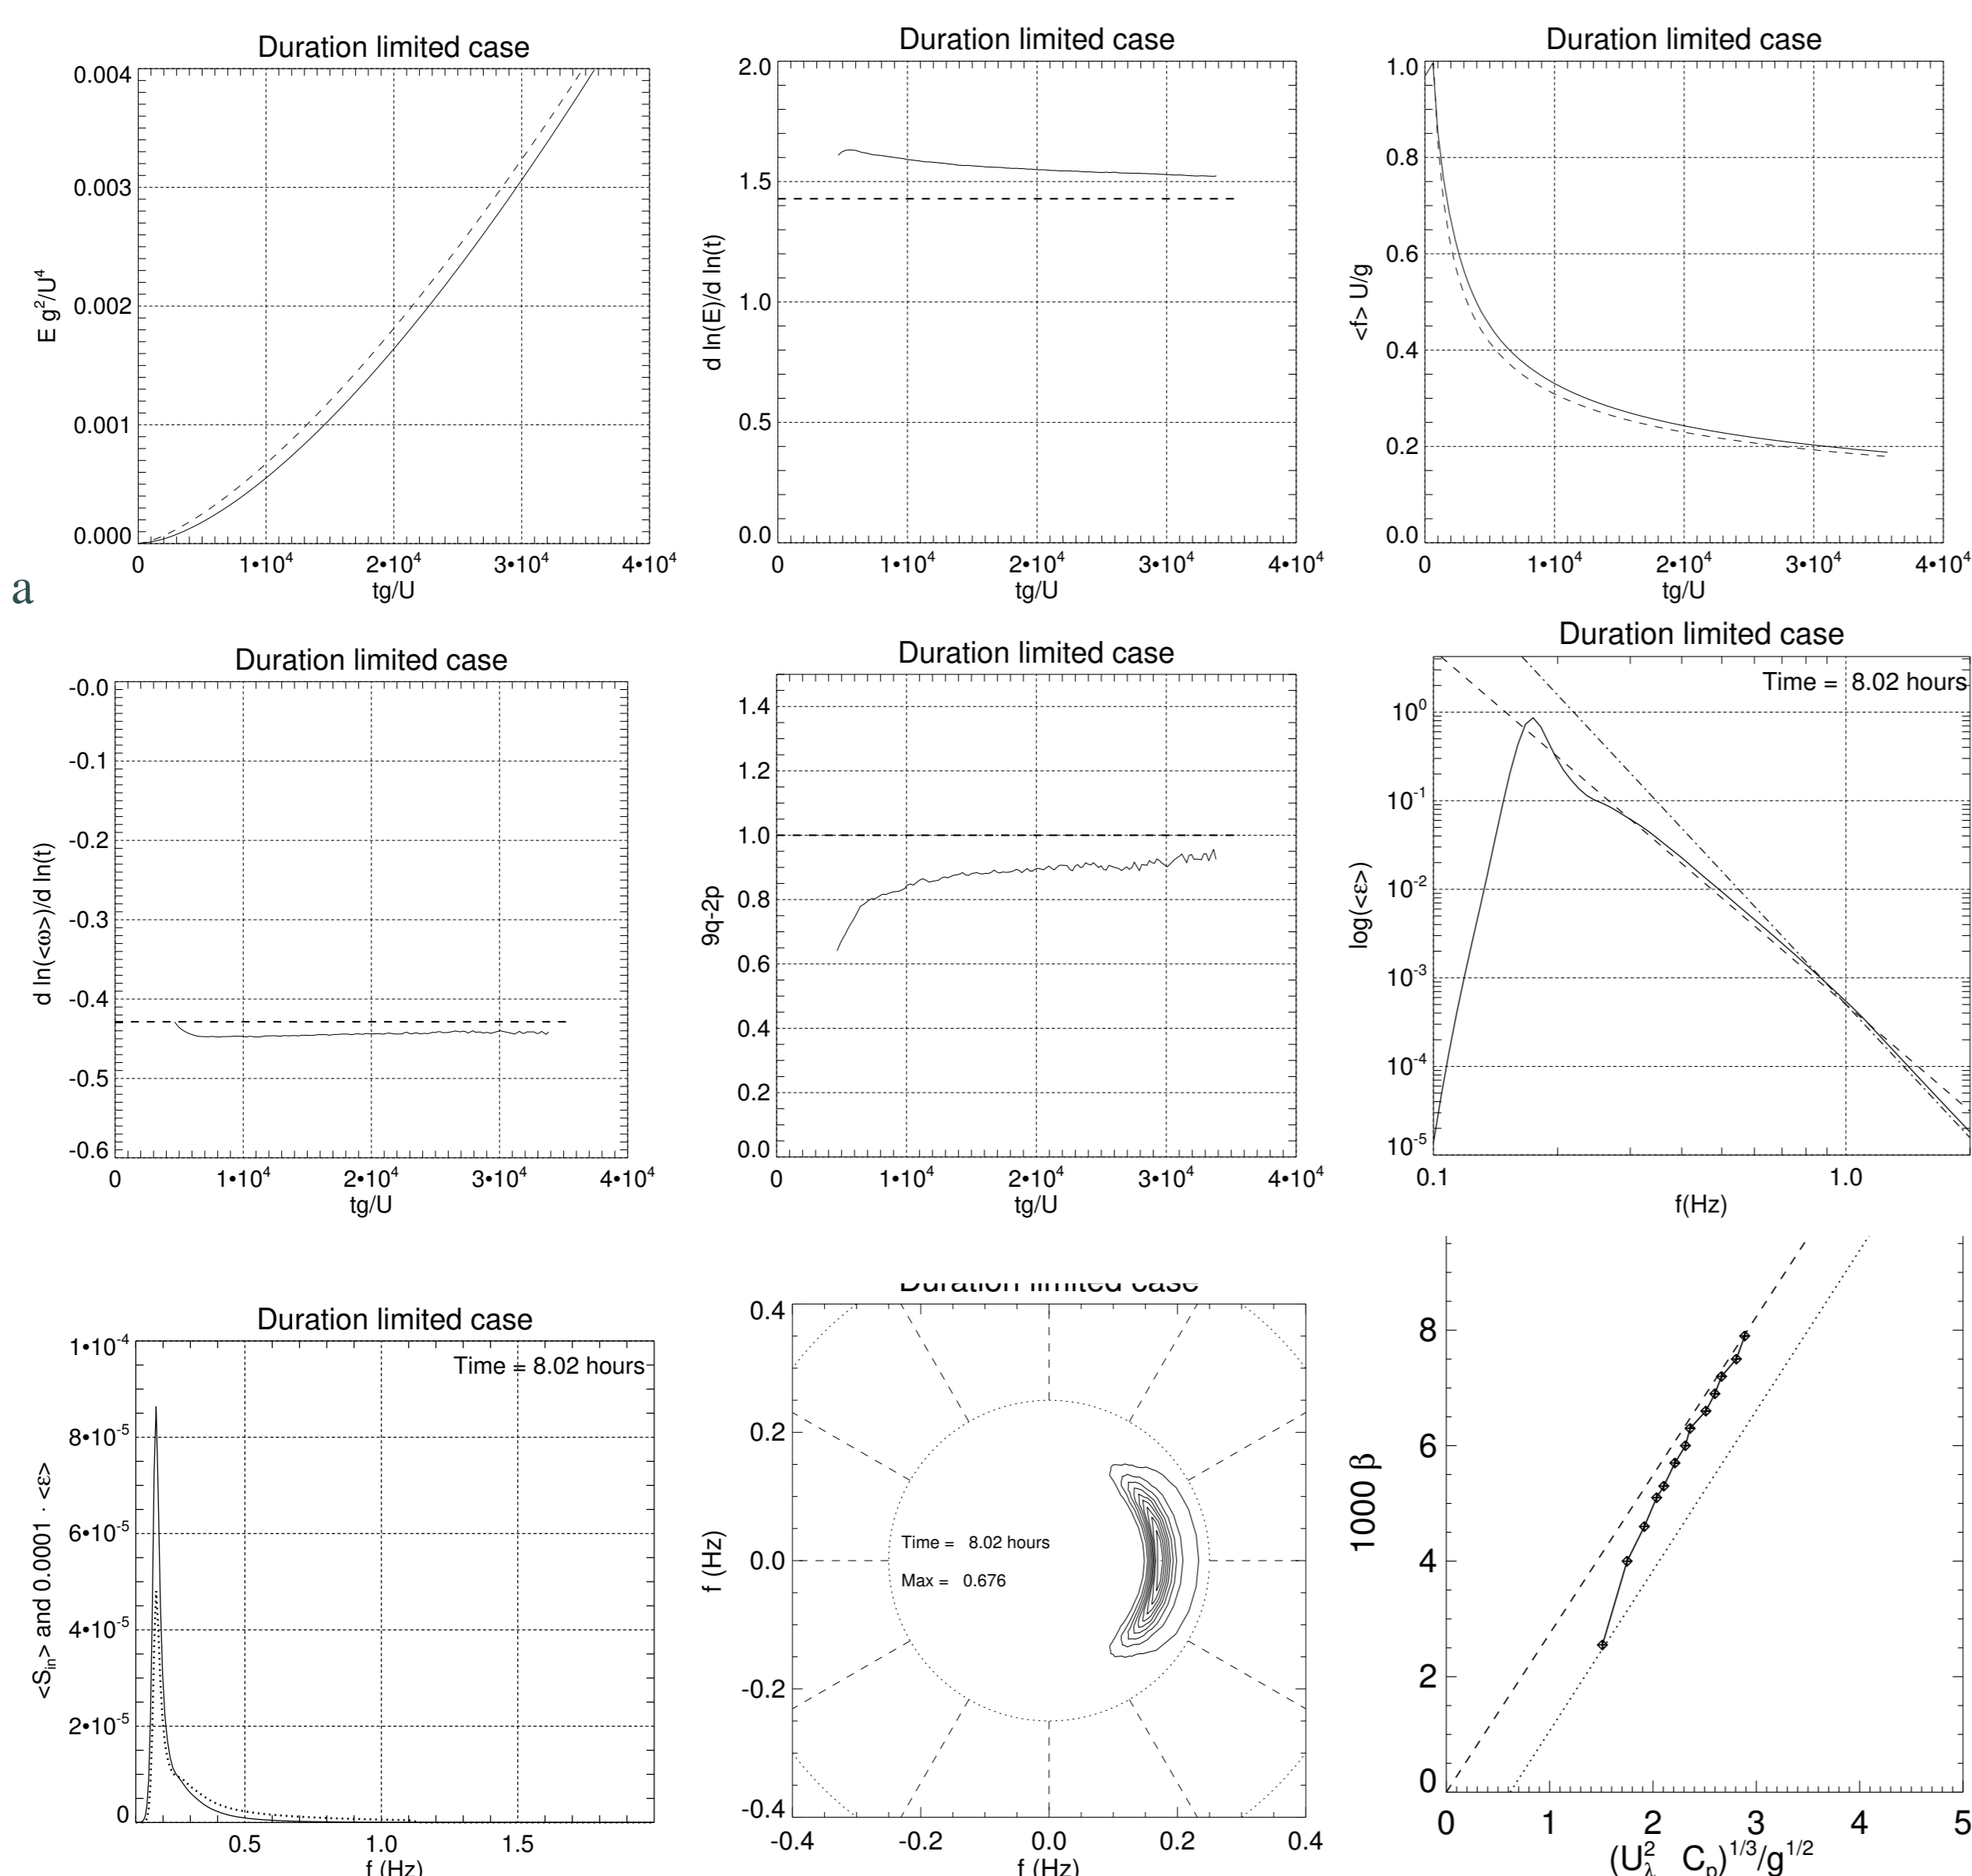 Duration limited case
0.004
0.003
0.002
0.001
0.000
E g²/U⁴
0 1•10⁴ 2•10⁴ 3•10⁴ 4•10⁴
tg/U
Duration limited case
2.0
1.5
1.0
0.5
0.0
d ln(E)/d ln(t)
0 1•10⁴ 2•10⁴ 3•10⁴ 4•10⁴
tg/U
Duration limited case
1.0
0.8
0.6
0.4
0.2
0.0
<f> U/g
0 1•10⁴ 2•10⁴ 3•10⁴ 4•10⁴
tg/U
a
Duration limited case
-0.0
-0.1
-0.2
-0.3
-0.4
-0.5
-0.6
d ln(<ω>)/d ln(t)
0 1•10⁴ 2•10⁴ 3•10⁴ 4•10⁴
tg/U
Duration limited case
1.4
1.2
1.0
0.8
0.6
0.4
0.2
0.0
9q-2p
0 1•10⁴ 2•10⁴ 3•10⁴ 4•10⁴
tg/U
Duration limited case
Time = 8.02 hours
10⁰
10⁻¹
10⁻²
10⁻³
10⁻⁴
10⁻⁵
log(<ε>)
0.1 1.0
f(Hz)
Duration limited case
Time = 8.02 hours
1•10⁻⁴
8•10⁻⁵
6•10⁻⁵
4•10⁻⁵
2•10⁻⁵
0
<S_in> and 0.0001 · <ε>
0.5 1.0 1.5
f (Hz)
Duration limited case
0.4
0.2
0.0
-0.2
-0.4
f (Hz)
Time = 8.02 hours
Max = 0.676
-0.4 -0.2 0.0 0.2 0.4
f (Hz)
8
6
4
2
0
1000 β
0 1 2 3 4 5
(U²_λ C_p)^1/3/g^1/2